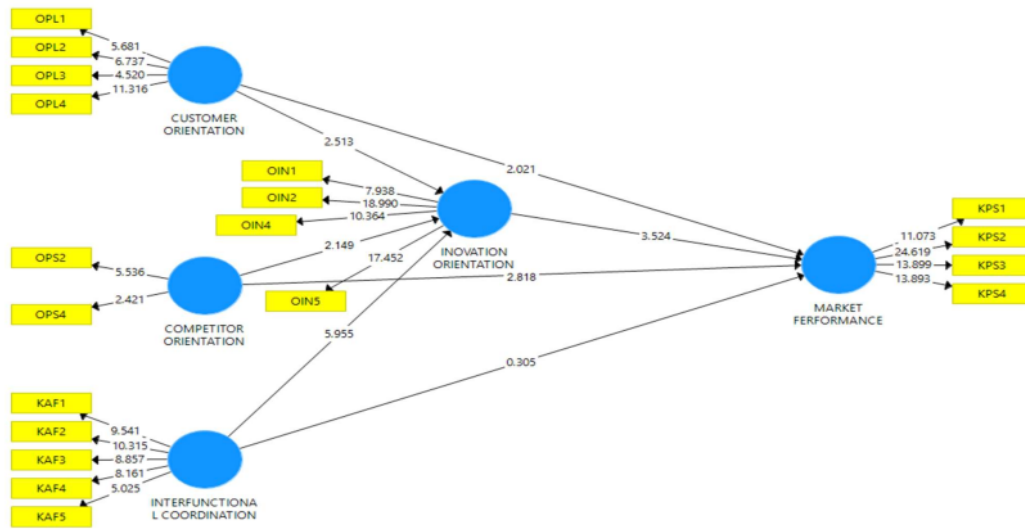 OPL1
OPL2
OPL3
OPL4
5.681
6.737
4.520
11.316
CUSTOMER
ORIENTATION
2.513
2.021
OIN1
OIN2
OIN4
7.938
18.990
10.364
INOVATION
ORIENTATION
17.452
OIN5
3.524
OPS2
OPS4
5.536
2.421
COMPETITOR
ORIENTATION
2.149
2.818
5.955
0.305
KPS1
KPS2
KPS3
KPS4
11.073
24.619
13.899
13.893
MARKET
FERFORMANCE
KAF1
KAF2
KAF3
KAF4
KAF5
9.541
10.315
8.857
8.161
5.025
INTERFUNCTIONA
L COORDINATION